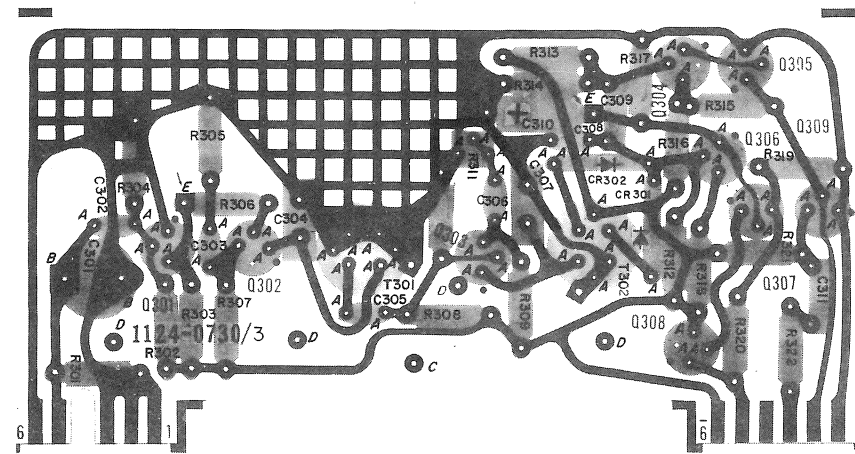 R313
R317
A
A
A
Q305
R314
E
C309
Q304
R315
C310
C308
R316
Q306
Q309
R305
R311
C307
CR302
R319
C302
R304
E
R306
CR301
C304
C306
A
A
C301
C303
Q303
B
B
Q301
Q302
T301
T302
R312
R318
R321
Q307
C311
R303
R307
C305
D
R308
R309
Q308
D
1124-0730/3
D
D
R320
R322
R302
R301
C
6
1
6